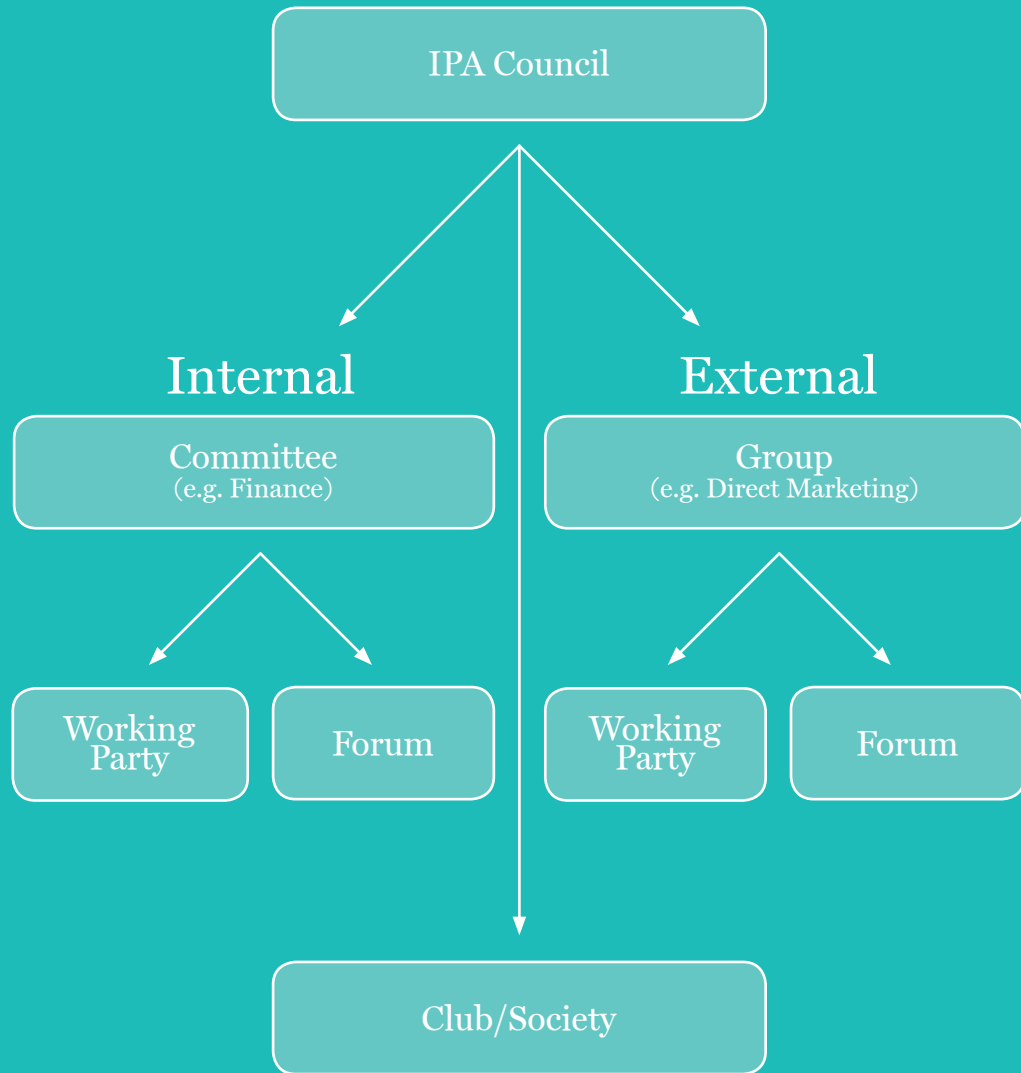 IPA Council
Internal
External
Committee
(e.g. Finance)
Group
(e.g. Direct Marketing)
Working
Party
Forum
Working
Party
Forum
Club/Society